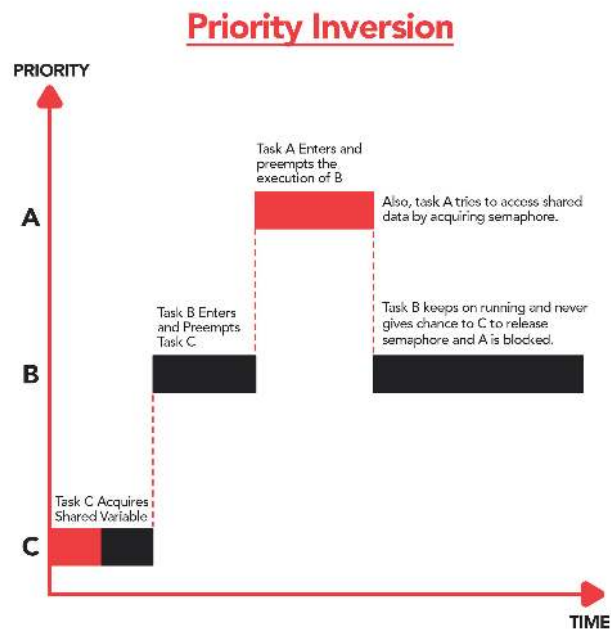 Priority Inversion
PRIORITY
Task A Enters and
preempts the
execution of B
A
Also, task A tries to access shared
data by acquiring semaphore.
Task B Enters
and Preempts
Task C
Task B keeps on running and never
gives chance to C to release
semaphore and A is blocked.
B
Task C Acquires
Shared Variable
C
TIME